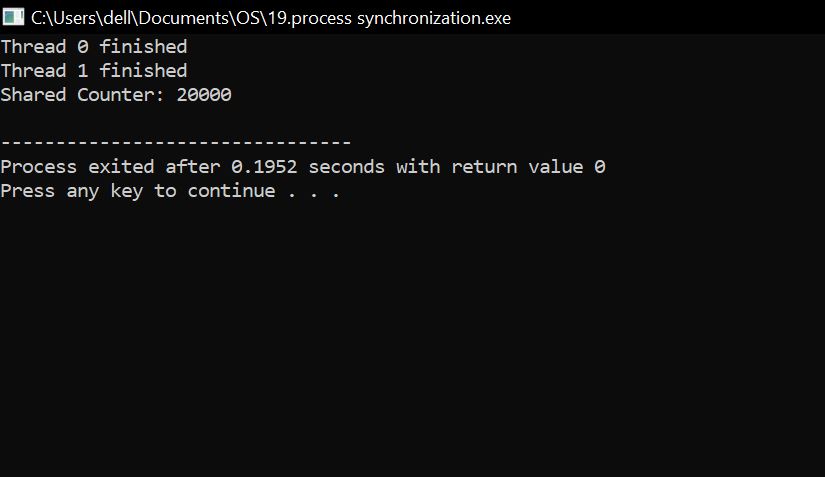 C:\Users\dell\Documents\OS\19.process synchronization.exe
Thread 0 finished
Thread 1 finished
Shared Counter: 20000
--------------------------------
Process exited after 0.1952 seconds with return value 0
Press any key to continue . . .